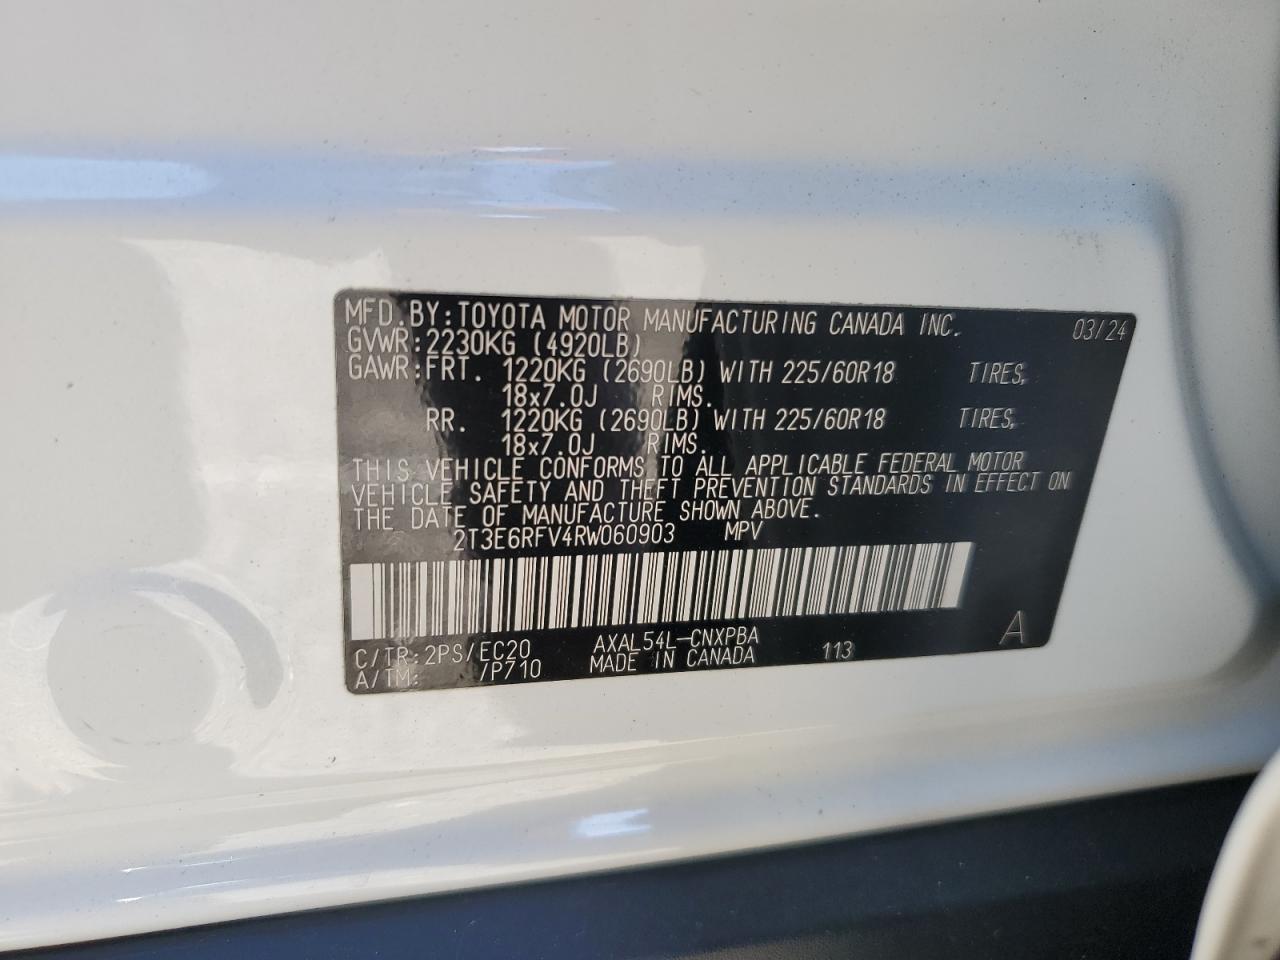 MFD.BY:TOYOTA MOTOR MANUFACTURING CANADA INC. 03/24
GVWR:2230KG (4920LB)
GAWR:FRT. 1220KG (2690LB) WITH 225/60R18 TIRES,
18x7.0J RIMS.
RR. 1220KG (2690LB) WITH 225/60R18 TIRES,
18x7.0J RIMS.
THIS VEHICLE CONFORMS TO ALL APPLICABLE FEDERAL MOTOR
VEHICLE SAFETY AND THEFT PREVENTION STANDARDS IN EFFECT ON
THE DATE OF MANUFACTURE SHOWN ABOVE.
2T3E6RFV4RW060903 MPV
C/TR:2PS/EC20 AXAL54L-CNXPBA 113 A
A/TM: /P710 MADE IN CANADA